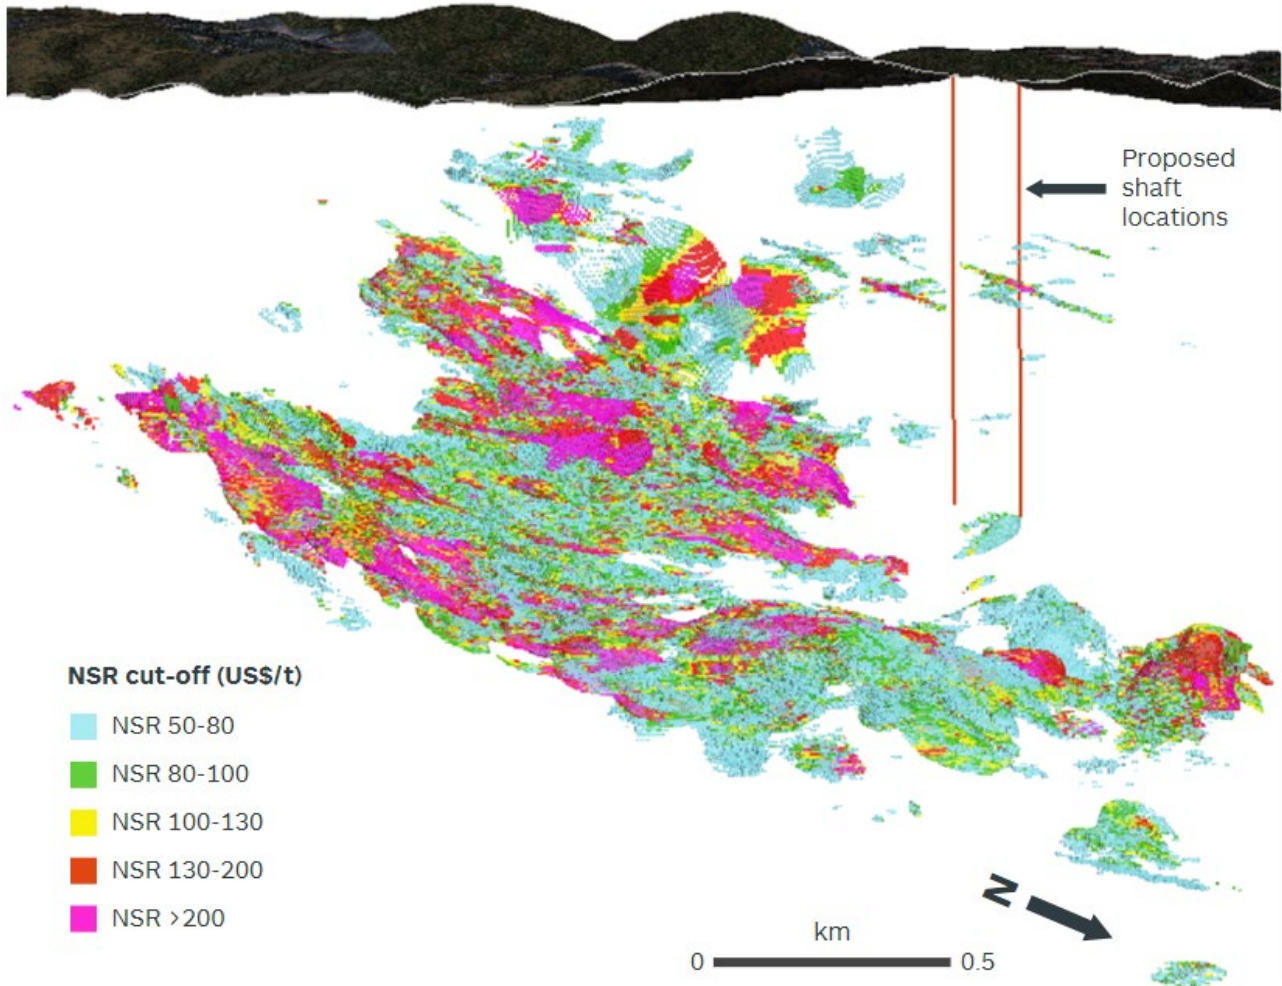 Proposed
shaft
locations
NSR cut-off (US$/t)
NSR 50-80
NSR 80-100
NSR 100-130
NSR 130-200
NSR >200
N
km
0 0.5